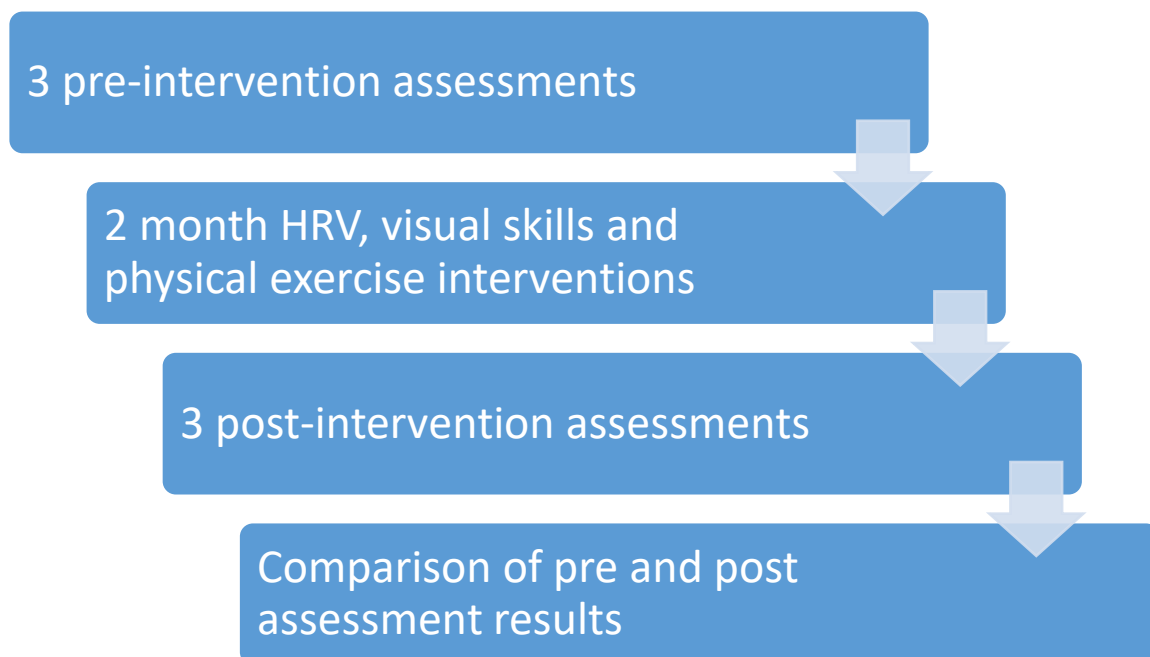 3 pre-intervention assessments
2 month HRV, visual skills and
physical exercise interventions
3 post-intervention assessments
Comparison of pre and post
assessment results